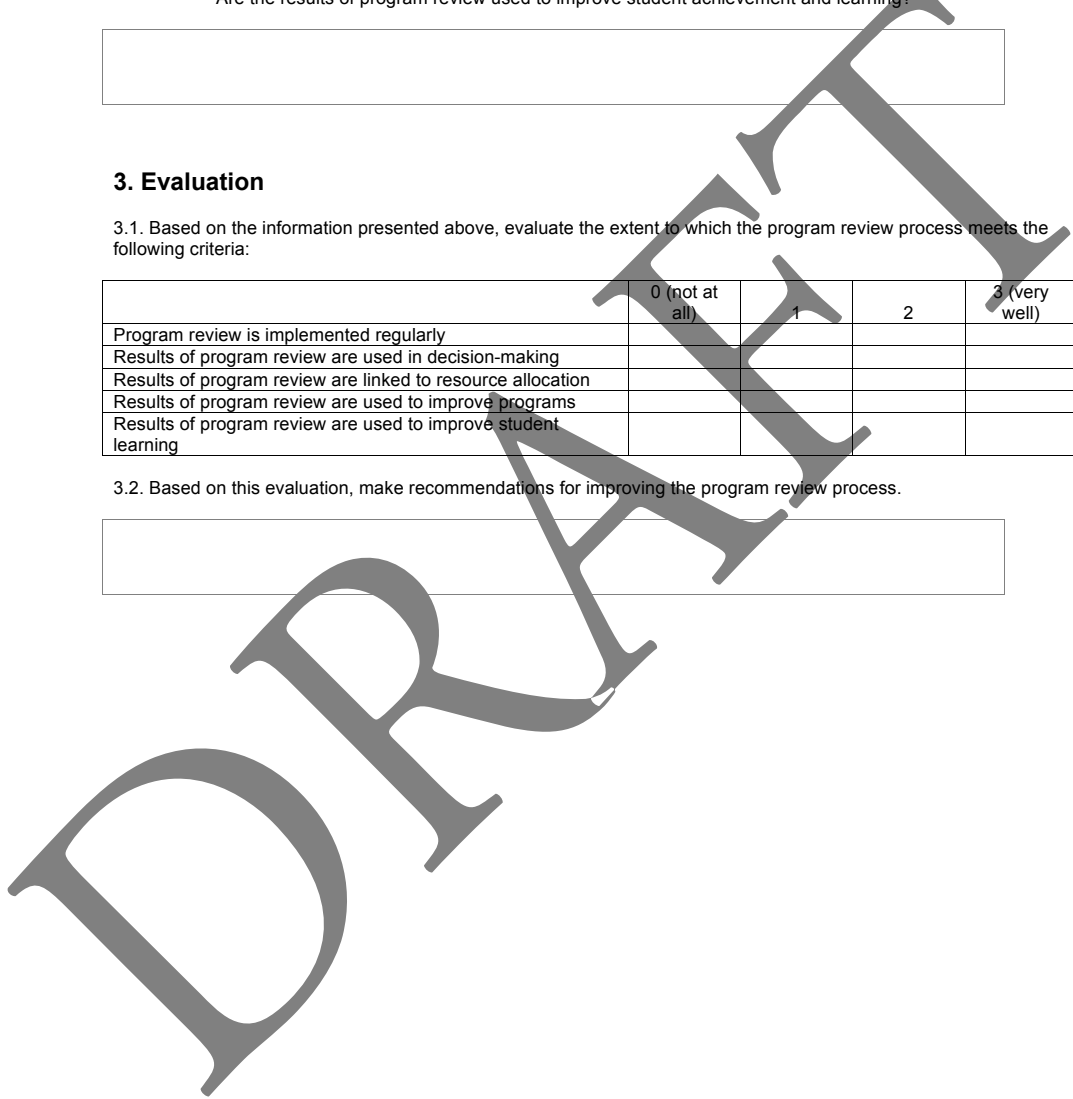 Are the results of program review used to improve student achievement and learning?
3. Evaluation
3.1. Based on the information presented above, evaluate the extent to which the program review process meets the
following criteria:
0 (not at
all)
1
2
3 (very
well)
Program review is implemented regularly
Results of program review are used in decision-making
Results of program review are linked to resource allocation
Results of program review are used to improve programs
Results of program review are used to improve student
learning
3.2. Based on this evaluation, make recommendations for improving the program review process.
DRAFT